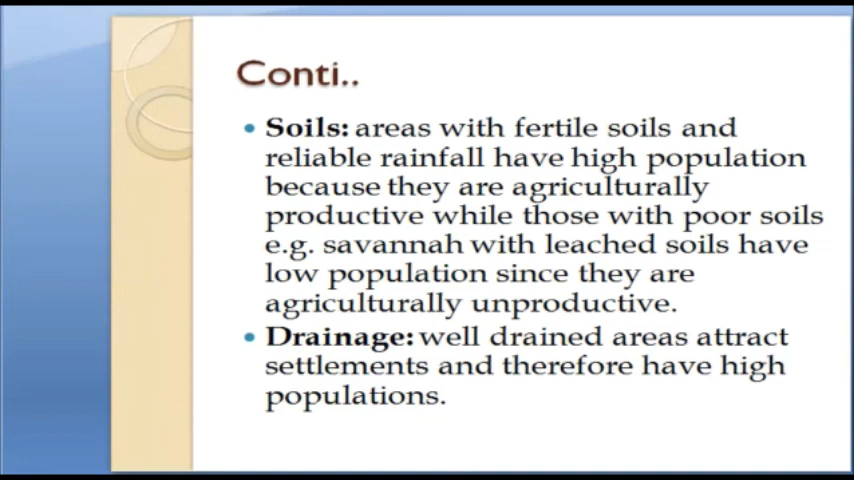 Conti..
• Soils: areas with fertile soils and
reliable rainfall have high population
because they are agriculturally
productive while those with poor soils
e.g. savannah with leached soils have
low population since they are
agriculturally unproductive.
• Drainage: well drained areas attract
settlements and therefore have high
populations.